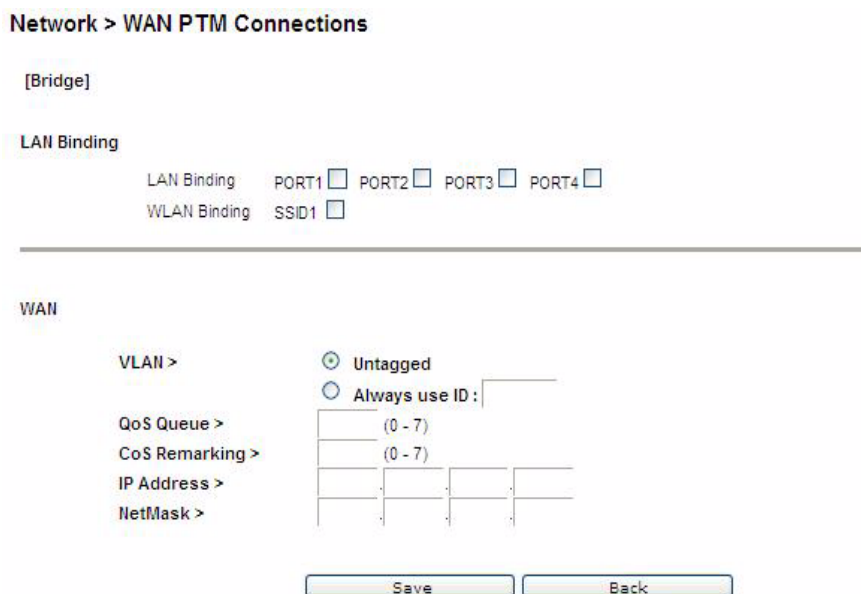 Network > WAN PTM Connections
[Bridge]
LAN Binding
LAN Binding PORT1 PORT2 PORT3 PORT4
WLAN Binding SSID1
WAN
VLAN > Untagged
Always use ID :
QoS Queue > (0 - 7)
CoS Remarking > (0 - 7)
IP Address > . . .
NetMask > . . .
Save Back